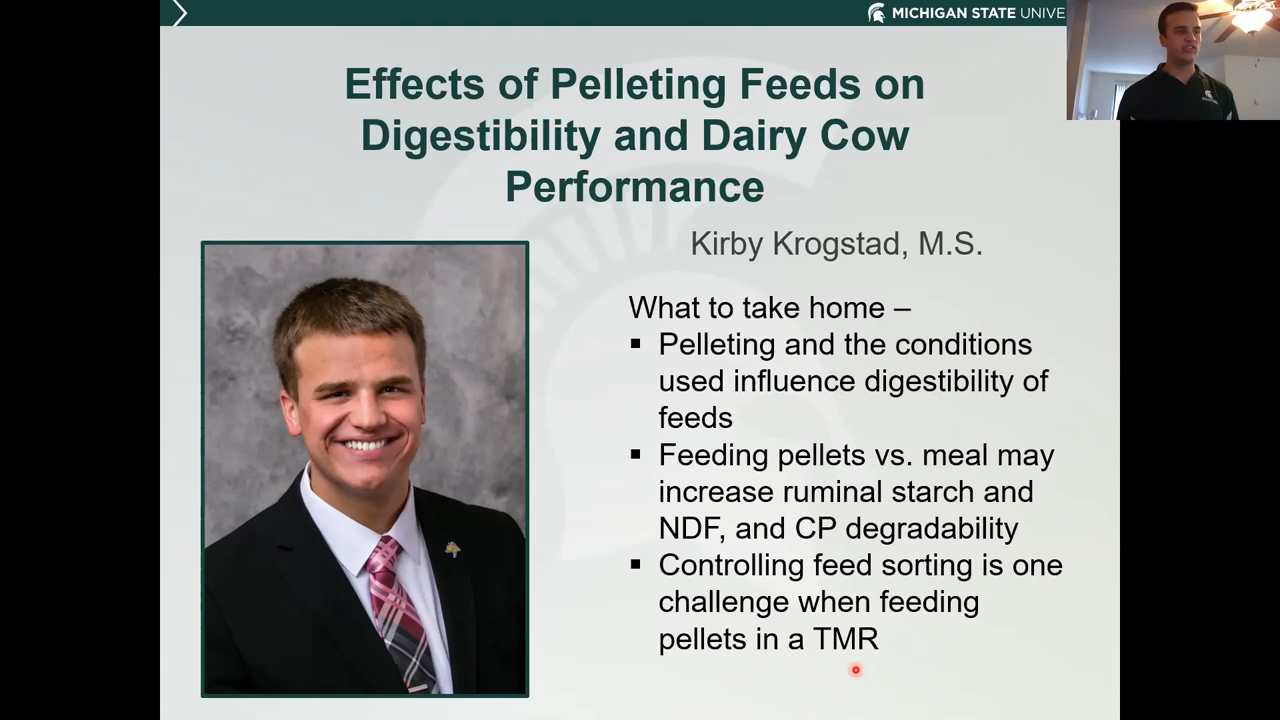 MICHIGAN STATE UNIVE
Effects of Pelleting Feeds on
Digestibility and Dairy Cow
Performance
Kirby Krogstad, M.S.
What to take home –
▪ Pelleting and the conditions
used influence digestibility of
feeds
▪ Feeding pellets vs. meal may
increase ruminal starch and
NDF, and CP degradability
▪ Controlling feed sorting is one
challenge when feeding
pellets in a TMR